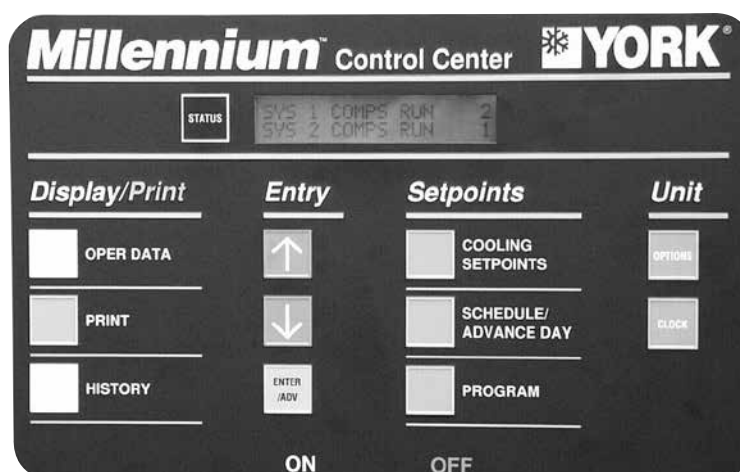 Millennium™ Control Center YORK®
STATUS
SYS 1 COMPS RUN 2
SYS 2 COMPS RUN 1
Display/Print Entry Setpoints Unit
OPER DATA
COOLING
SETPOINTS
OPTIONS
PRINT
SCHEDULE/
ADVANCE DAY
CLOCK
HISTORY
ENTER
/ADV
PROGRAM
ON OFF